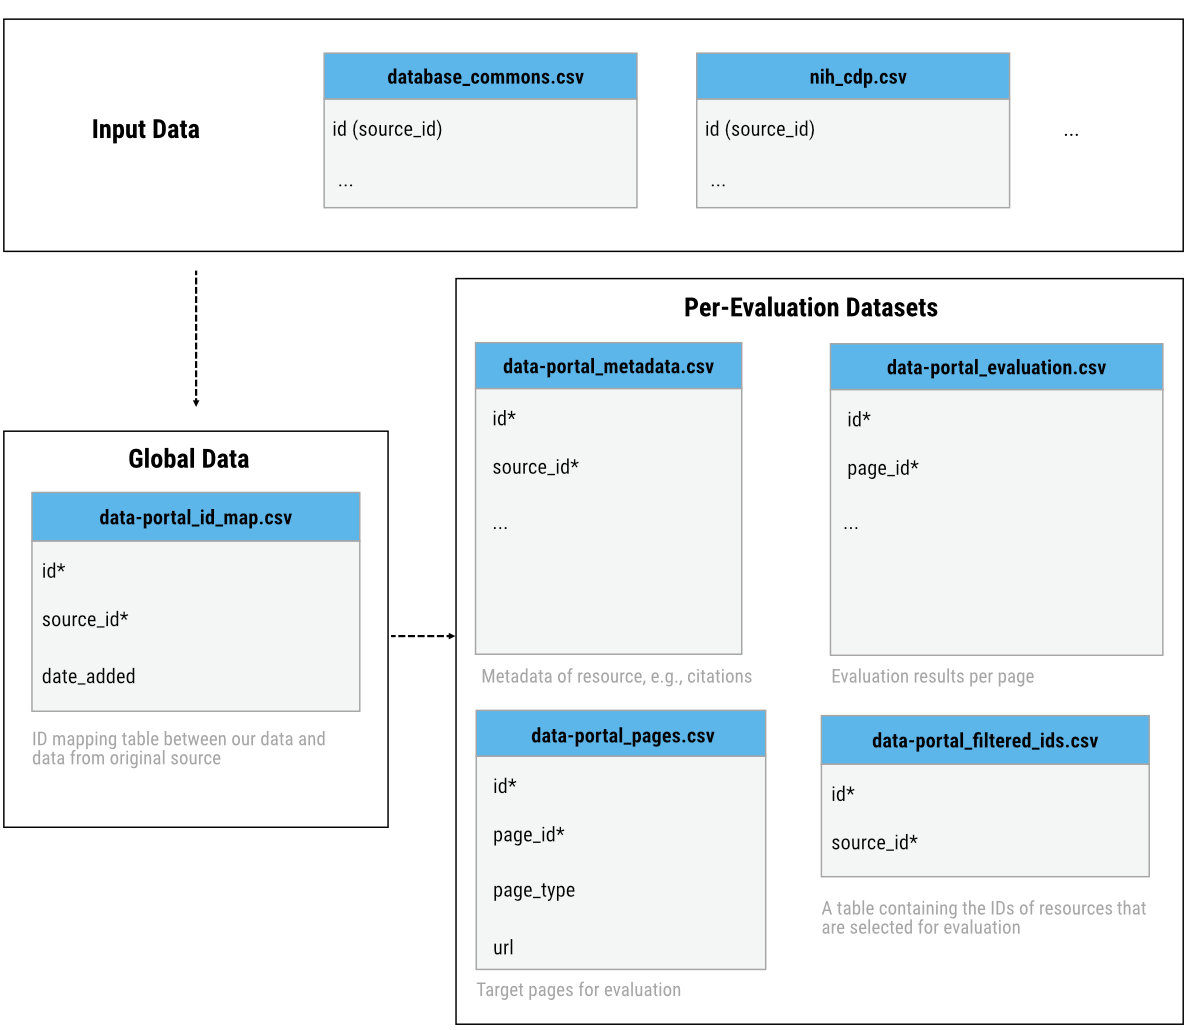 Input Data
database_commons.csv
id (source_id)
...
nih_cdp.csv
id (source_id)
...
...
Global Data
data-portal_id_map.csv
id*
source_id*
date_added
ID mapping table between our data and
data from original source
Per-Evaluation Datasets
data-portal_metadata.csv
id*
source_id*
...
Metadata of resource, e.g., citations
data-portal_evaluation.csv
id*
page_id*
...
Evaluation results per page
data-portal_pages.csv
id*
page_id*
page_type
url
Target pages for evaluation
data-portal_filtered_ids.csv
id*
source_id*
A table containing the IDs of resources that
are selected for evaluation